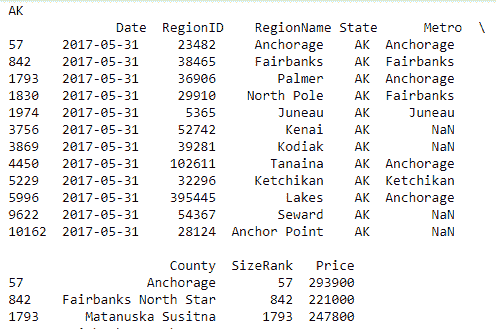 AK
Date RegionID RegionName State Metro \
57 2017-05-31 23482 Anchorage AK Anchorage
842 2017-05-31 38465 Fairbanks AK Fairbanks
1793 2017-05-31 36906 Palmer AK Anchorage
1830 2017-05-31 29910 North Pole AK Fairbanks
1974 2017-05-31 5365 Juneau AK Juneau
3756 2017-05-31 52742 Kenai AK NaN
3869 2017-05-31 39281 Kodiak AK NaN
4450 2017-05-31 102611 Tanaina AK Anchorage
5229 2017-05-31 32296 Ketchikan AK Ketchikan
5996 2017-05-31 395445 Lakes AK Anchorage
9622 2017-05-31 54367 Seward AK NaN
10162 2017-05-31 28124 Anchor Point AK NaN
County SizeRank Price
57 Anchorage 57 293900
842 Fairbanks North Star 842 221000
1793 Matanuska Susitna 1793 247800